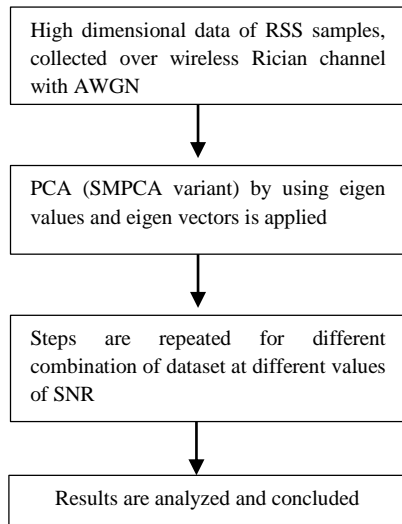 High dimensional data of RSS samples,
collected over wireless Rician channel
with AWGN
PCA (SMPCA variant) by using eigen
values and eigen vectors is applied
Steps are repeated for different
combination of dataset at different values
of SNR
Results are analyzed and concluded